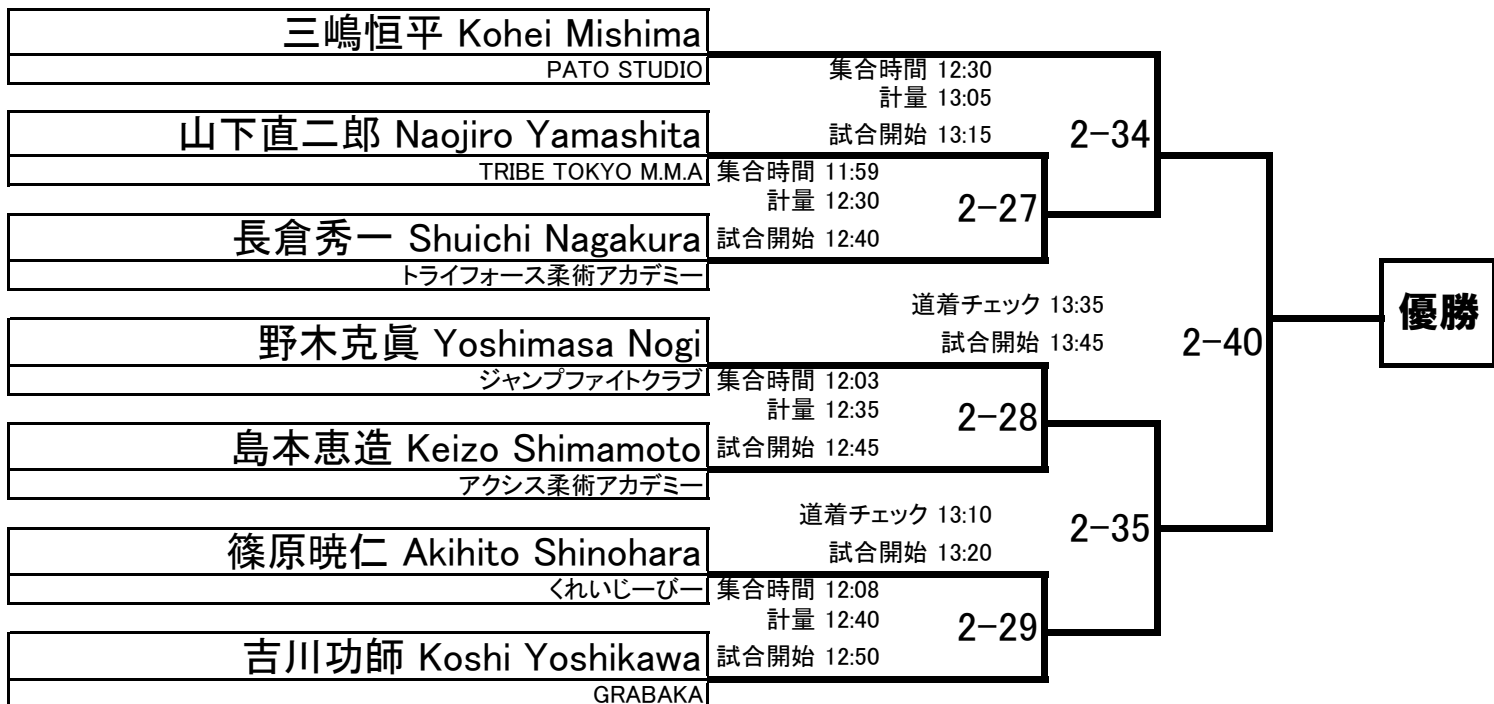 三嶋恒平 Kohei Mishima
PATO STUDIO
集合時間 12:30
計量 13:05
試合開始 13:15
2-34
山下直二郎 Naojiro Yamashita
TRIBE TOKYO M.M.A
集合時間 11:59
計量 12:30
試合開始 12:40
2-27
長倉秀一 Shuichi Nagakura
トライフォース柔術アカデミー
道着チェック 13:35
試合開始 13:45
2-40
優勝
野木克眞 Yoshimasa Nogi
ジャンプファイトクラブ
集合時間 12:03
計量 12:35
試合開始 12:45
2-28
島本恵造 Keizo Shimamoto
アクシス柔術アカデミー
道着チェック 13:10
試合開始 13:20
2-35
篠原暁仁 Akihito Shinohara
くれいじーびー
集合時間 12:08
計量 12:40
試合開始 12:50
2-29
吉川功師 Koshi Yoshikawa
GRABAKA